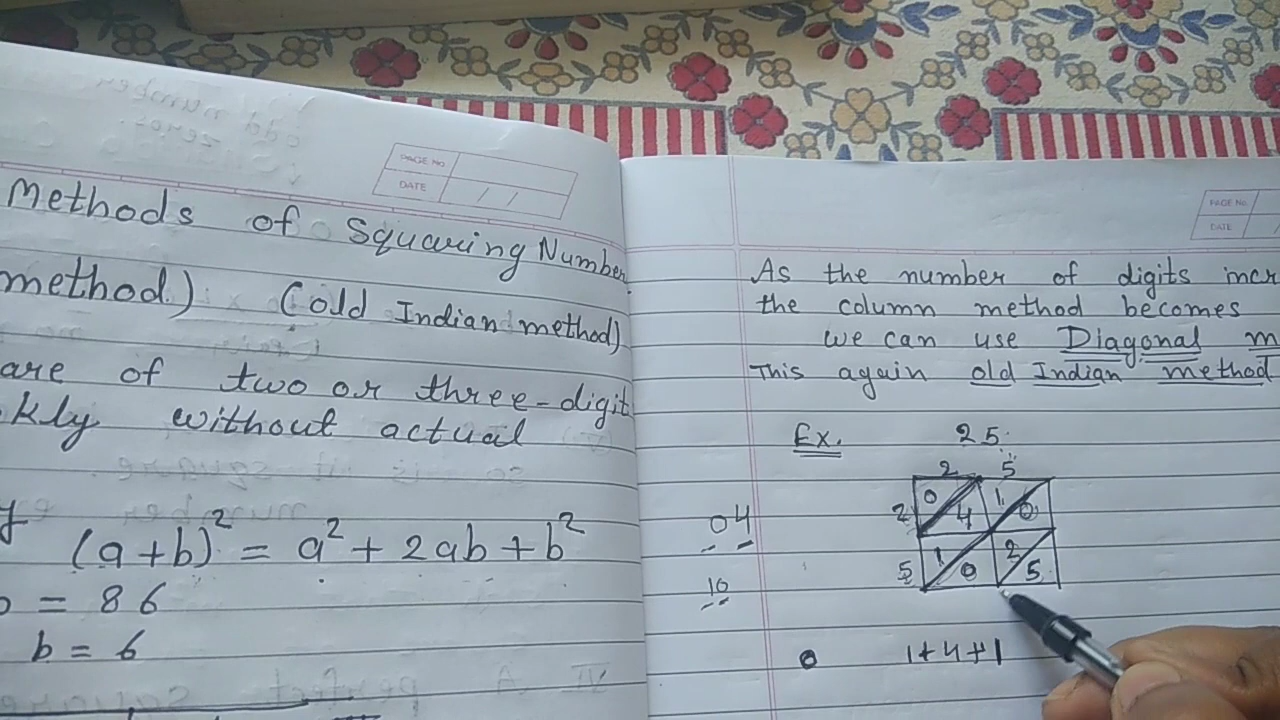 PAGE NO.
DATE / /
Methods of Squaring Number
method.) (old Indian method)
are of two or three-digit
kly without actual
(a+b)² = a² + 2ab + b²
= 86
b = 6
PAGE No.
DATE
As the number of digits incr
the column method becomes
we can use Diagonal m
This again old Indian method
Ex. 25.
2 5
2 0 4 1 0
5 1 0 2 5
04
10
0 1+4+1